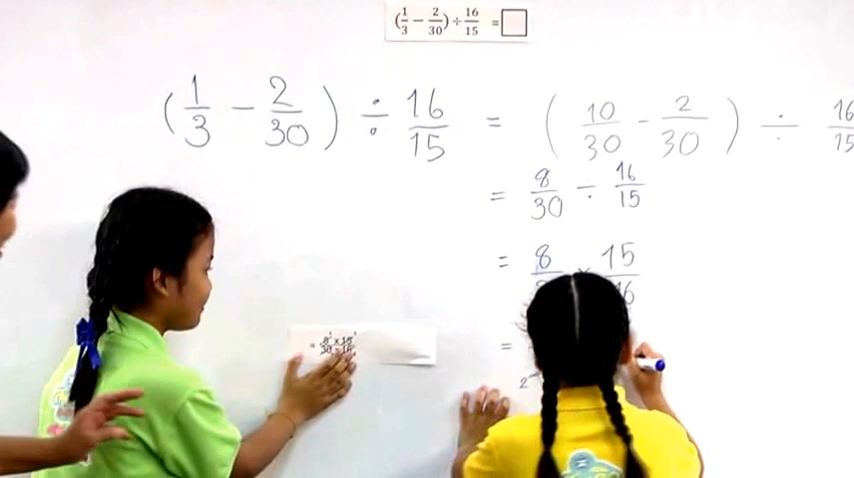 (1/3 − 2/30) ÷ 16/15 = □
(1/3 − 2/30) ÷ 16/15 = (10/30 − 2/30) ÷ 16/15
= 8/30 ÷ 16/15
= 8 × 15/16
=